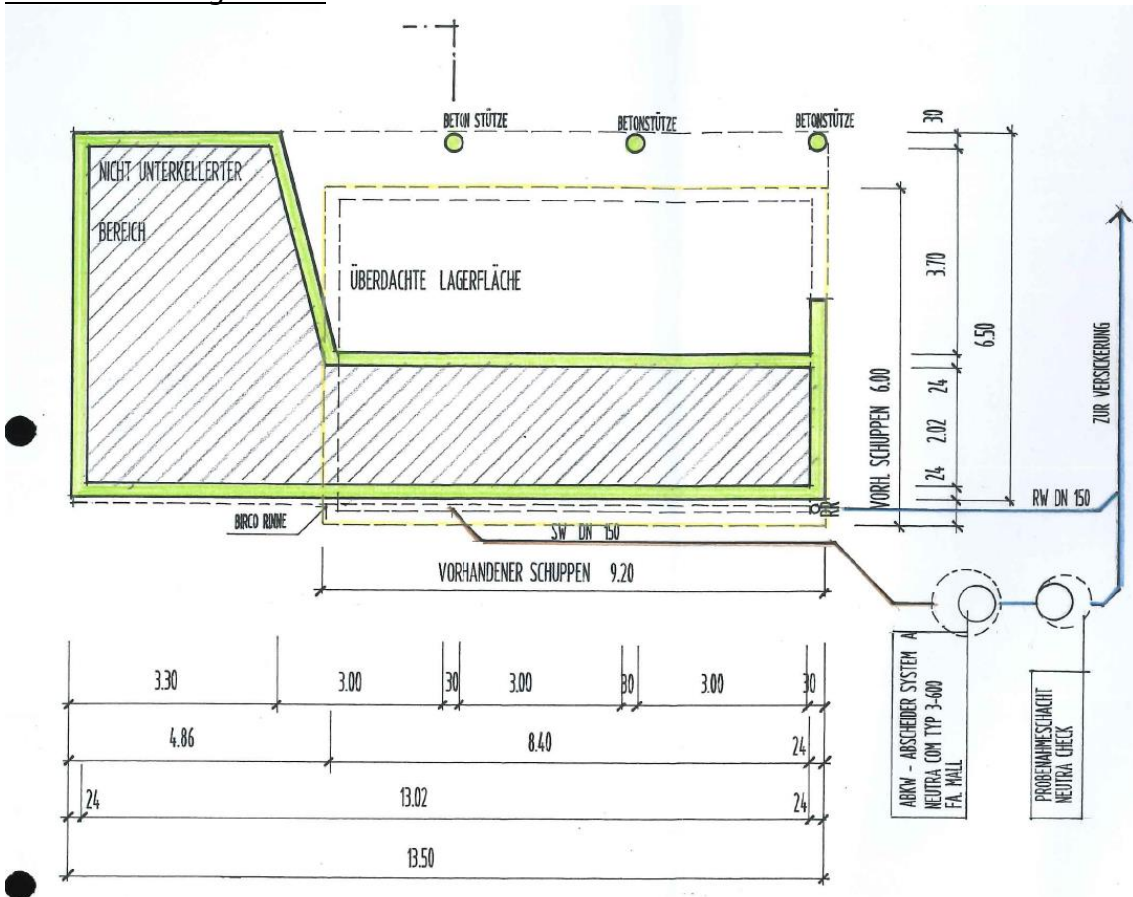 BETON STÜTZE
BETONSTÜTZE
BETONSTÜTZE
30
NICHT UNTERKELLERTER
BEREICH
ÜBERDACHTE LAGERFLÄCHE
3.70
6.50
ZUR VERSICKERUNG
VORH. SCHUPPEN 6.00
24
2.02
24
RR
RW DN 150
BIRCO RINNE
SW DN 150
VORHANDENER SCHUPPEN 9.20
ABKW - ABSCHEIDER SYSTEM A
NEUTRA COM TYP 3-600
FA. MALL
PROBENAHMESCHACHT
NEUTRA CHECK
3.30 3.00 30 3.00 30 3.00 30
4.86 8.40 24
24 13.02 24
13.50